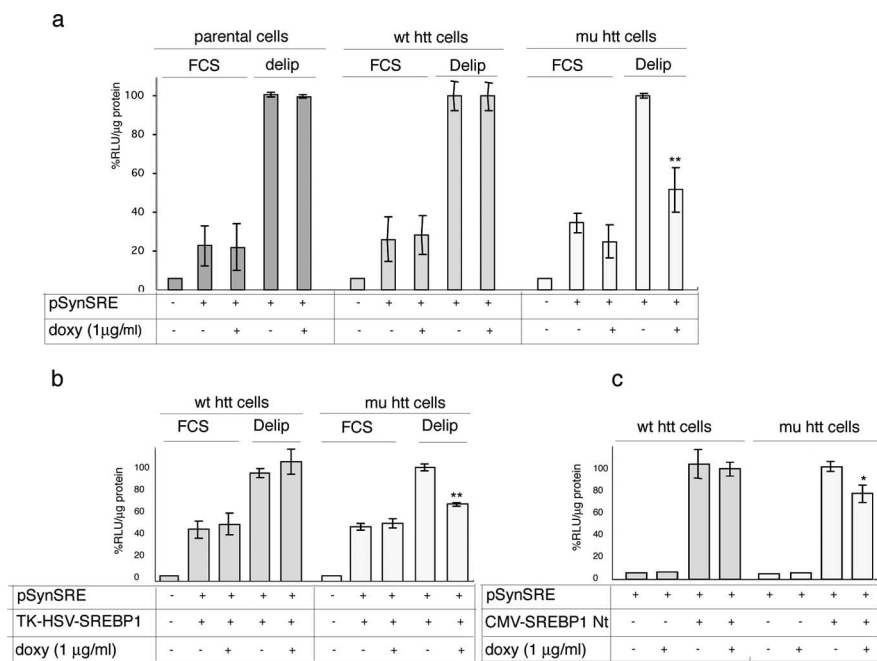 a
parental cells wt htt cells mu htt cells
FCS delip FCS Delip FCS Delip
%RLU/µg protein
100
80
60
40
20
0
**
pSynSRE - + + + + - + + + + - + + + +
doxy (1µg/ml) - - + - + - - + - + - - + - +
b
wt htt cells mu htt cells
FCS Delip FCS Delip
%RLU/µg protein
100
80
60
40
20
0
**
pSynSRE - + + + + - + + + +
TK-HSV-SREBP1 - + + + + - + + + +
doxy (1 µg/ml) - - + - + - - + - +
c
wt htt cells mu htt cells
%RLU/µg protein
100
80
60
40
20
0
*
pSynSRE + + + + + + + +
CMV-SREBP1 Nt - - + + - - + +
doxy (1 µg/ml) - + - + - + - +